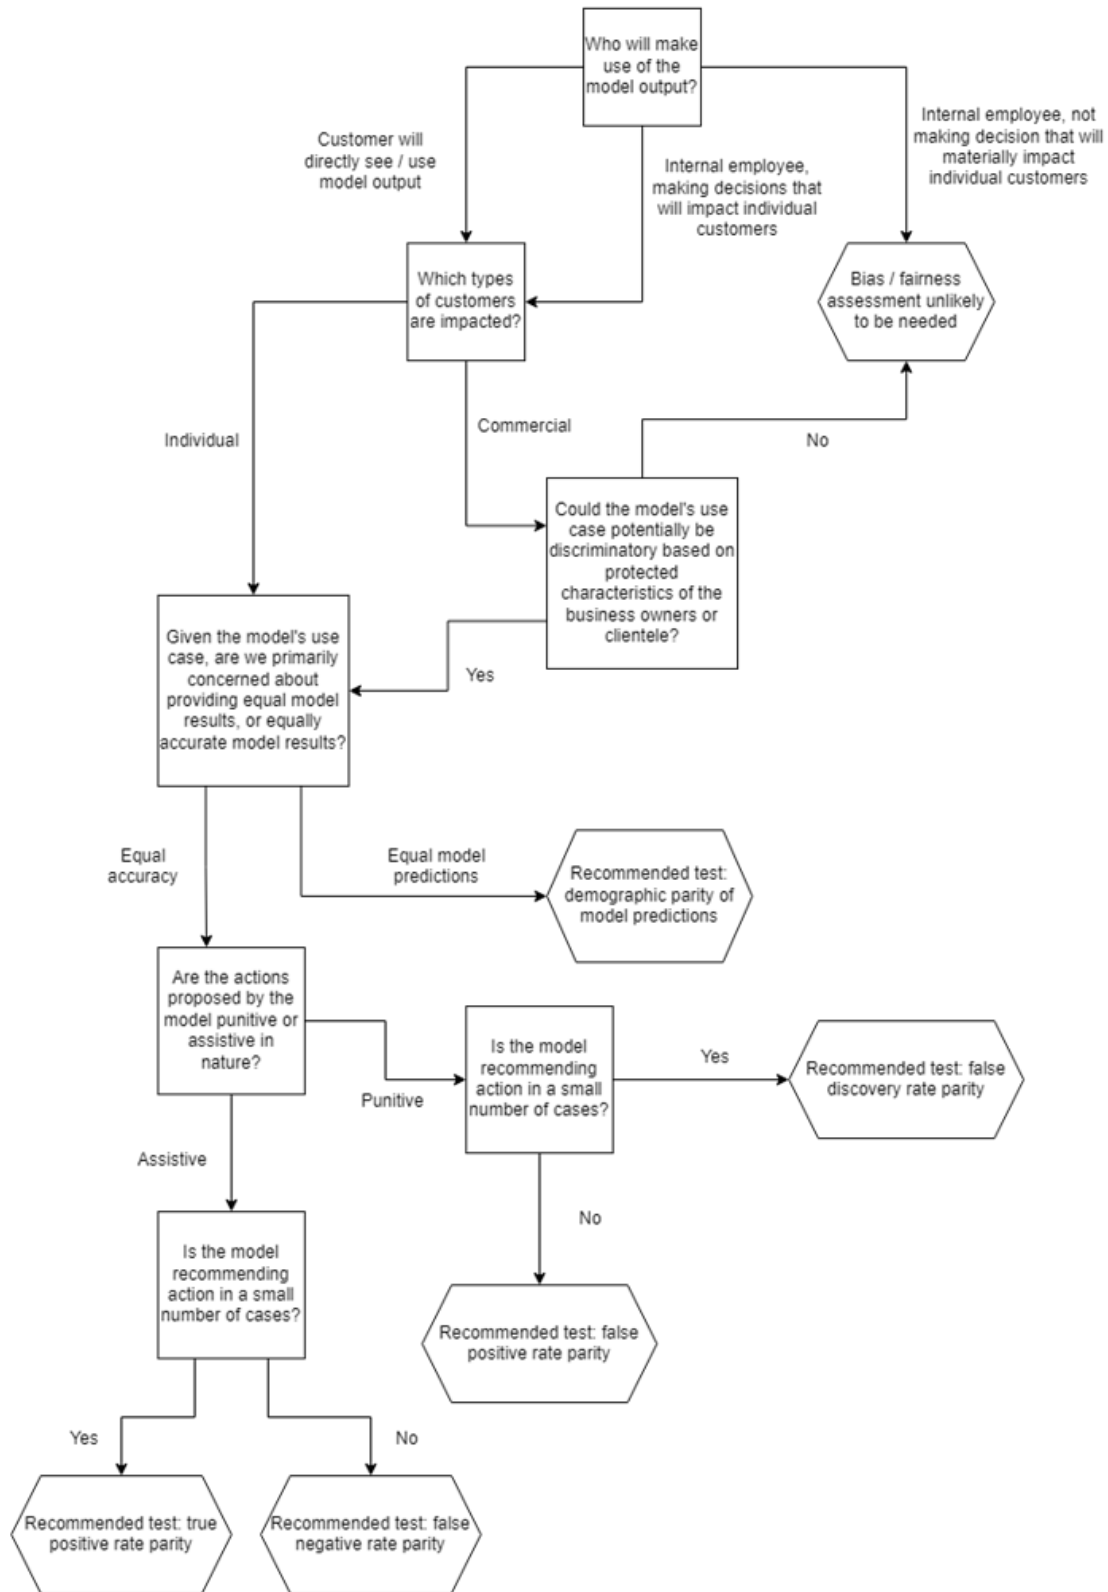 Who will make
use of the
model output?
Customer will
directly see / use
model output
Internal employee,
making decisions that
will impact individual
customers
Internal employee, not
making decision that will
materially impact
individual customers
Which types
of customers
are impacted?
Bias / fairness
assessment unlikely
to be needed
Individual
Commercial
No
Could the model's use
case potentially be
discriminatory based on
protected
characteristics of the
business owners or
clientele?
Yes
Given the model's use
case, are we primarily
concerned about
providing equal model
results, or equally
accurate model results?
Equal
accuracy
Equal model
predictions
Recommended test:
demographic parity of
model predictions
Are the actions
proposed by the
model punitive or
assistive in
nature?
Punitive
Is the model
recommending
action in a small
number of cases?
Yes
Recommended test: false
discovery rate parity
Assistive
No
Recommended test: false
positive rate parity
Is the model
recommending
action in a small
number of cases?
Yes
No
Recommended test: true
positive rate parity
Recommended test: false
negative rate parity